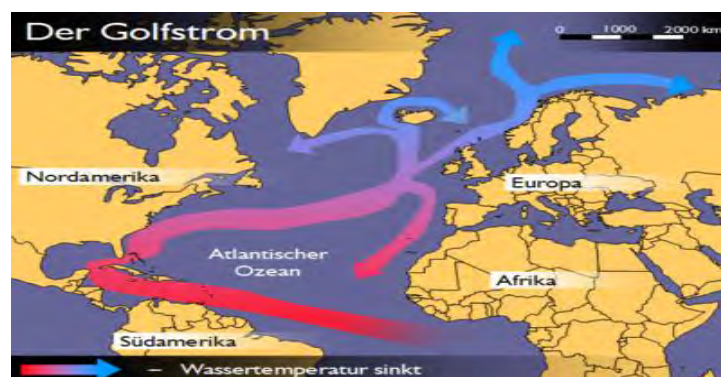 Der Golfstrom
0 1000 2000 km
Nordamerika
Europa
Atlantischer
Ozean
Afrika
Südamerika
– Wassertemperatur sinkt